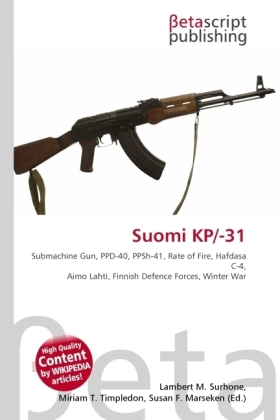 βetascript
publishing
Suomi KP/-31
Submachine Gun, PPD-40, PPSh-41, Rate of Fire, Hafdasa
C-4,
Aimo Lahti, Finnish Defence Forces, Winter War
High Quality
Content
by WIKIPEDIA
articles!
βeta
Lambert M. Surhone,
Miriam T. Timpledon, Susan F. Marseken (Ed.)